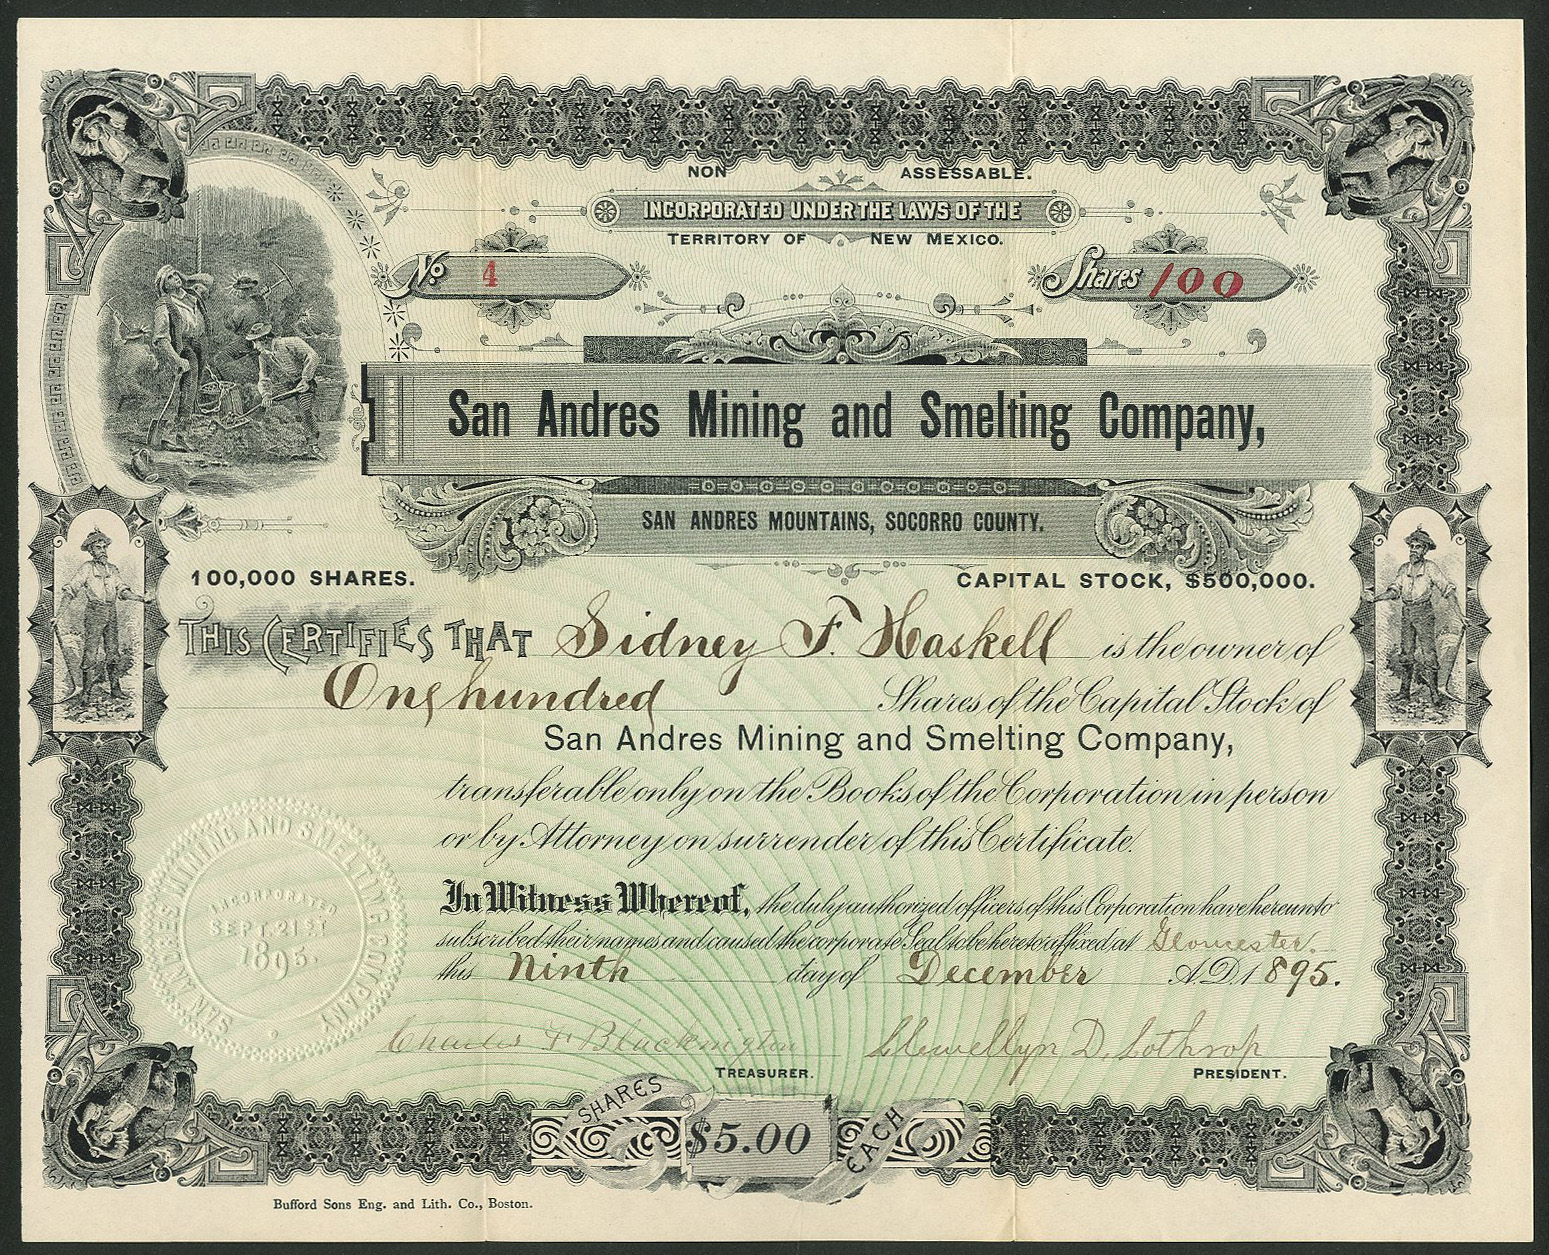 NON ASSESSABLE.
INCORPORATED UNDER THE LAWS OF THE
TERRITORY OF NEW MEXICO.
No. 4
Shares 100
San Andres Mining and Smelting Company,
SAN ANDRES MOUNTAINS, SOCORRO COUNTY.
100,000 SHARES. CAPITAL STOCK, $500,000.
THIS CERTIFIES THAT Sidney F. Haskell is the owner of
One hundred Shares of the Capital Stock of
San Andres Mining and Smelting Company,
transferable only on the Books of the Corporation in person
or by Attorney on surrender of this Certificate.
In Witness Whereof, the duly authorized officers of this Corporation have hereunto
subscribed their names and caused the corporate Seal to be hereto affixed at Gloucester.
this Ninth day of December A.D. 1895.
SAN ANDRES MINING AND SMELTING COMPANY
INCORPORATED
SEPT. 21ST
1895.
Charles F. Blackington Llewellyn D. Lothrop
TREASURER. PRESIDENT.
SHARES $5.00 EACH
Bufford Sons Eng. and Lith. Co., Boston.